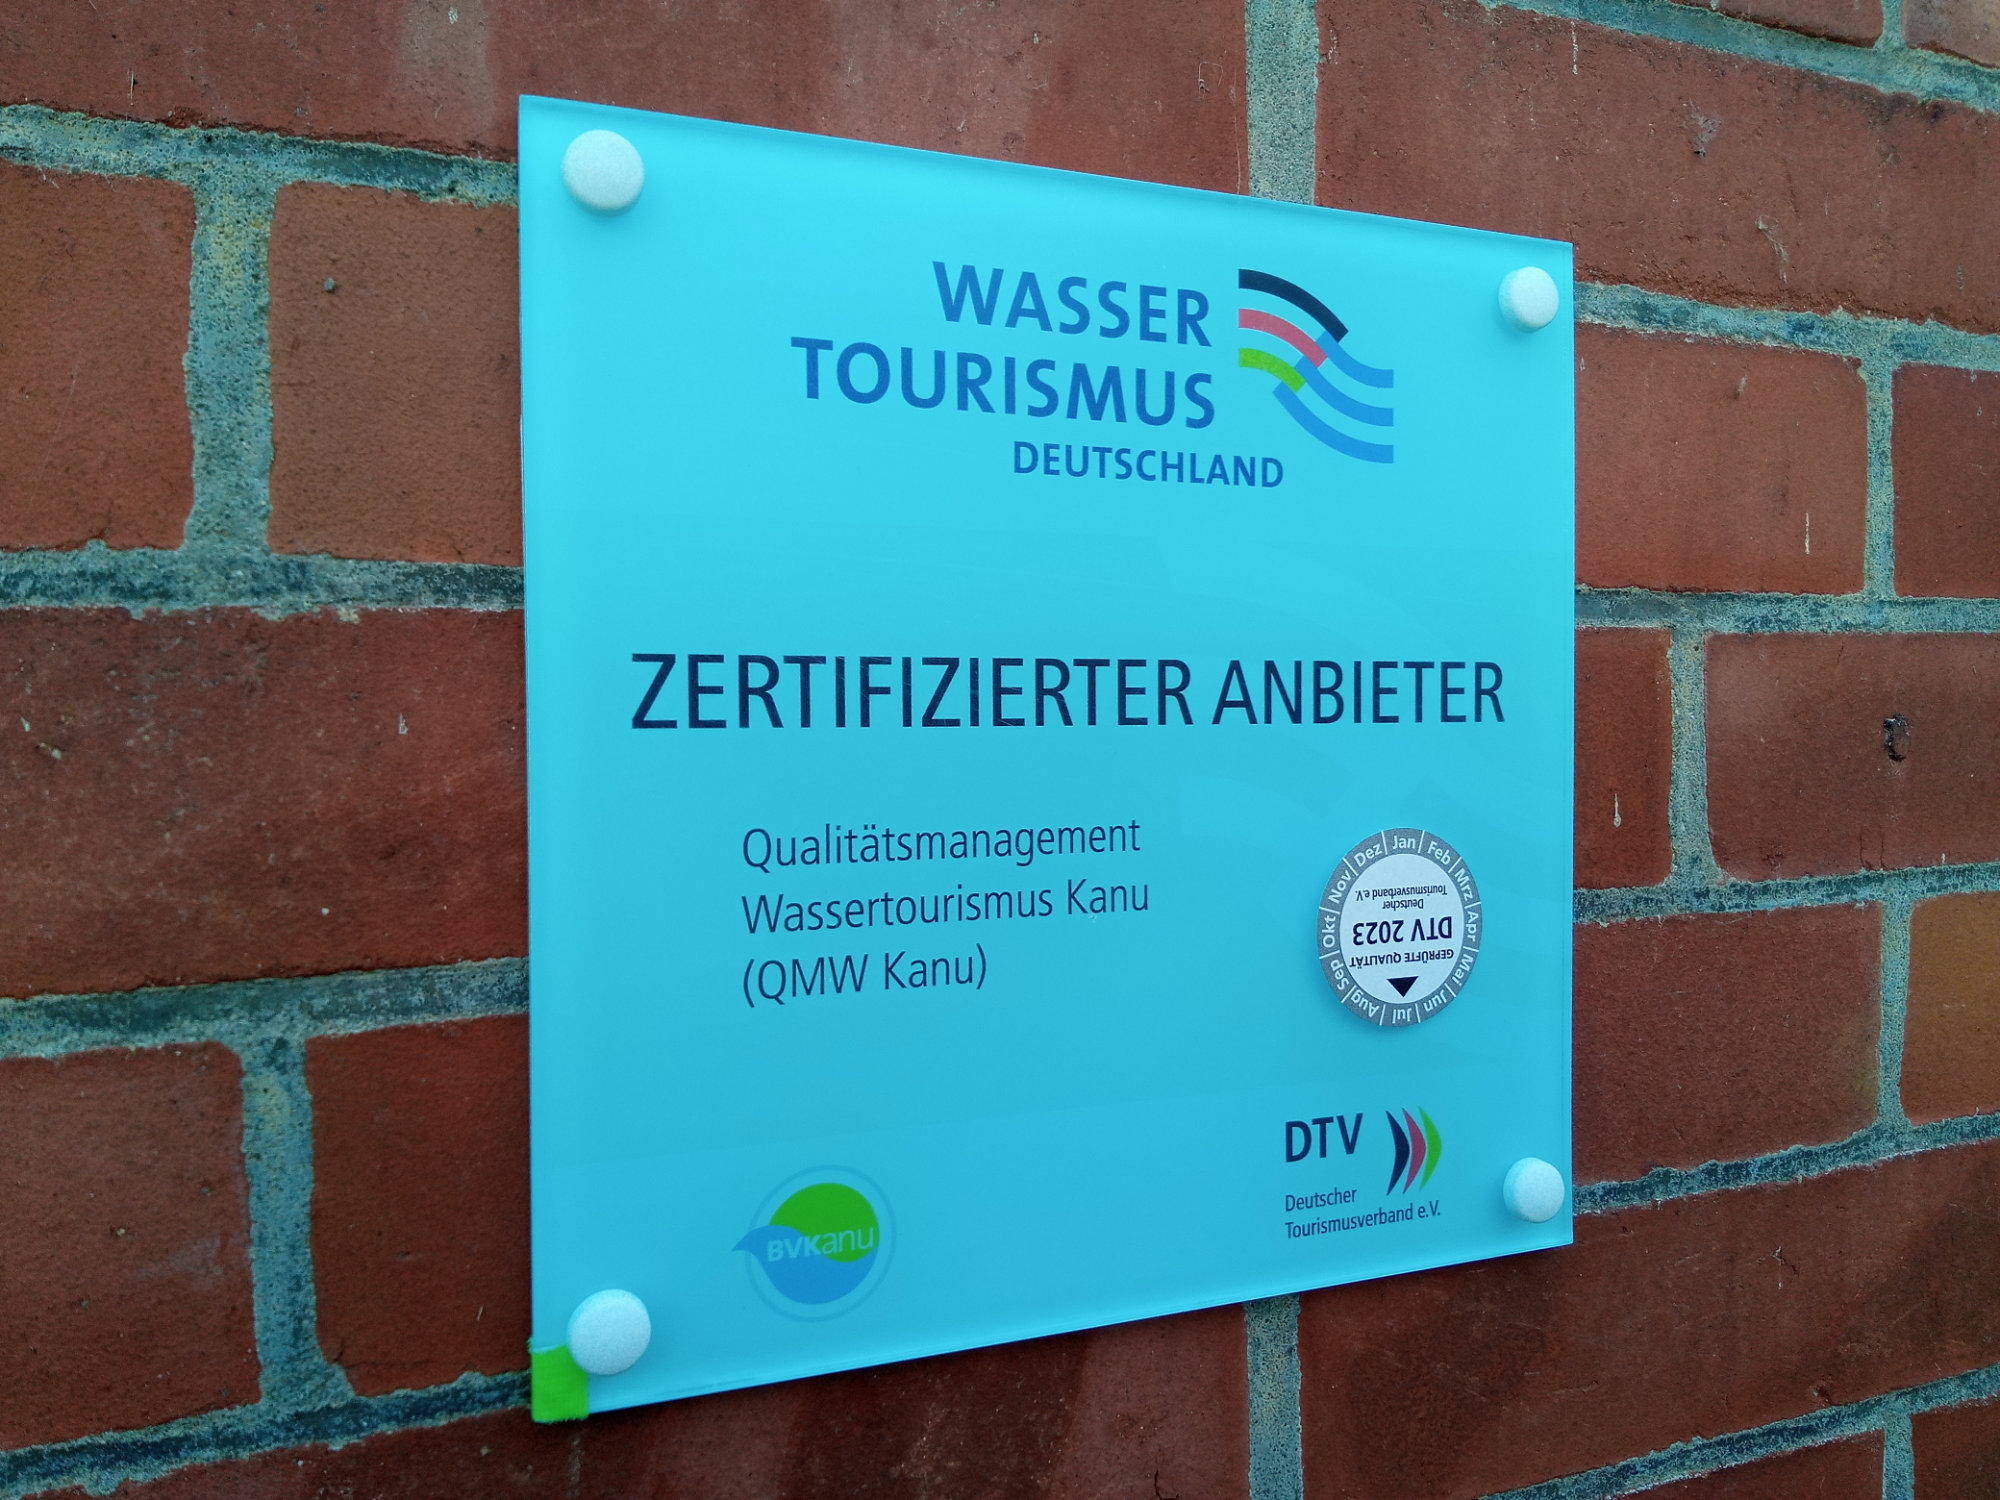 WASSER
TOURISMUS
DEUTSCHLAND
ZERTIFIZIERTER ANBIETER
Qualitätsmanagement
Wassertourismus Kanu
(QMW Kanu)
Jan Feb Mrz Apr Mai Jun Jul Aug Sep Okt Nov Dez
GEPRÜFTE QUALITÄT
DTV 2023
Deutscher
Tourismusverband e.V.
BVKanu
DTV
Deutscher
Tourismusverband e.V.